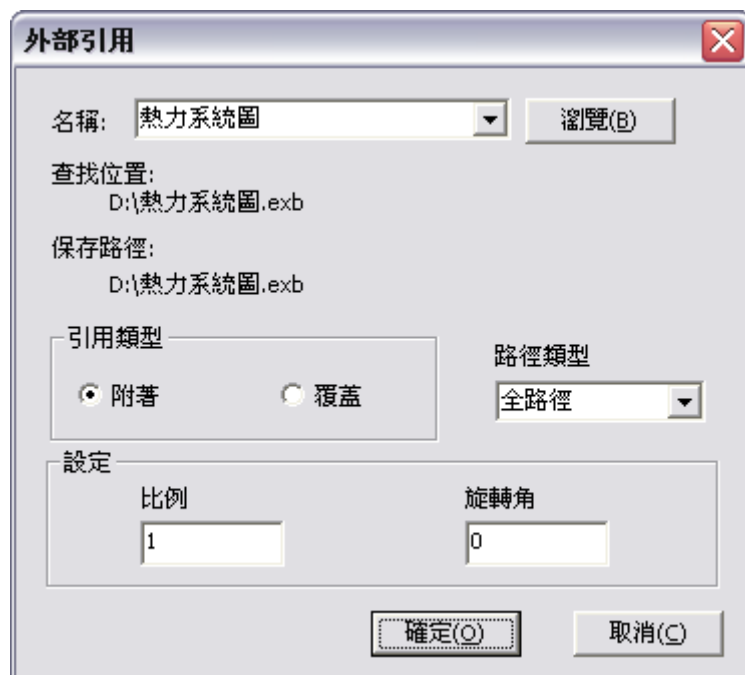 外部引用
名稱: 熱力系統圖 瀏覽(B)
查找位置:
D:\熱力系統圖.exb
保存路徑:
D:\熱力系統圖.exb
引用類型
附著 覆蓋
路徑類型
全路徑
設定
比例 旋轉角
1 0
確定(O) 取消(C)